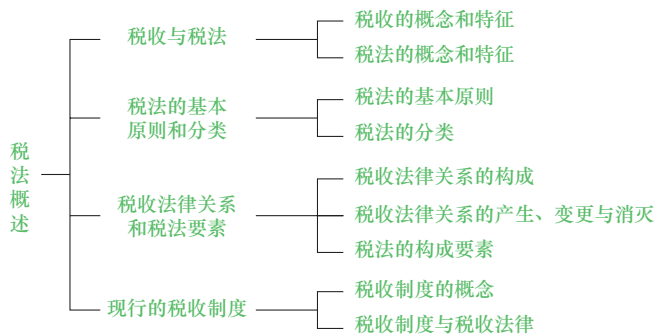 税法概述
税收与税法
税收的概念和特征
税法的概念和特征
税法的基本
原则和分类
税法的基本原则
税法的分类
税收法律关系
和税法要素
税收法律关系的构成
税收法律关系的产生、变更与消灭
税法的构成要素
现行的税收制度
税收制度的概念
税收制度与税收法律